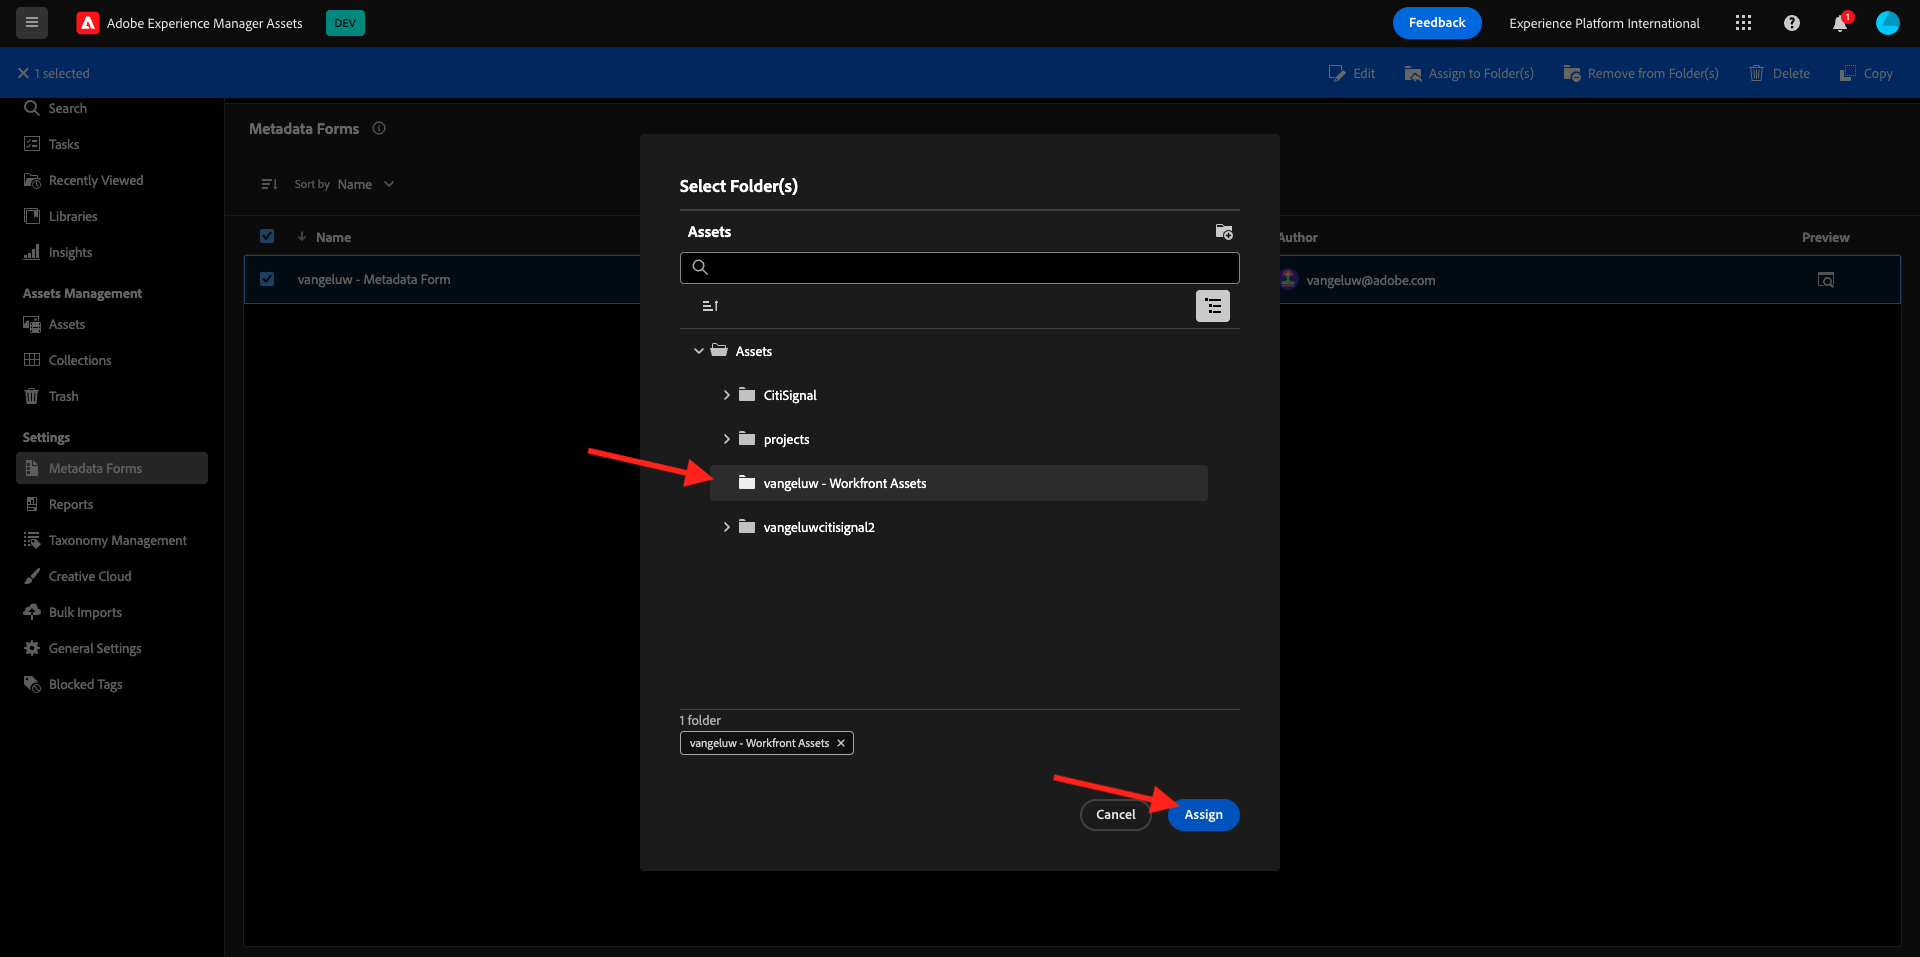 Adobe Experience Manager Assets DEV Feedback Experience Platform International 1
1 selected Edit Assign to Folder(s) Remove from Folder(s) Delete Copy
Search
Tasks
Recently Viewed
Libraries
Insights
Assets Management
Assets
Collections
Trash
Settings
Metadata Forms
Reports
Taxonomy Management
Creative Cloud
Bulk Imports
General Settings
Blocked Tags
Metadata Forms
Sort by Name
Name Author Preview
vangeluw - Metadata Form vangeluw@adobe.com
Select Folder(s)
Assets
Assets
CitiSignal
projects
vangeluw - Workfront Assets
vangeluwcitisignal2
1 folder
vangeluw - Workfront Assets
Cancel Assign